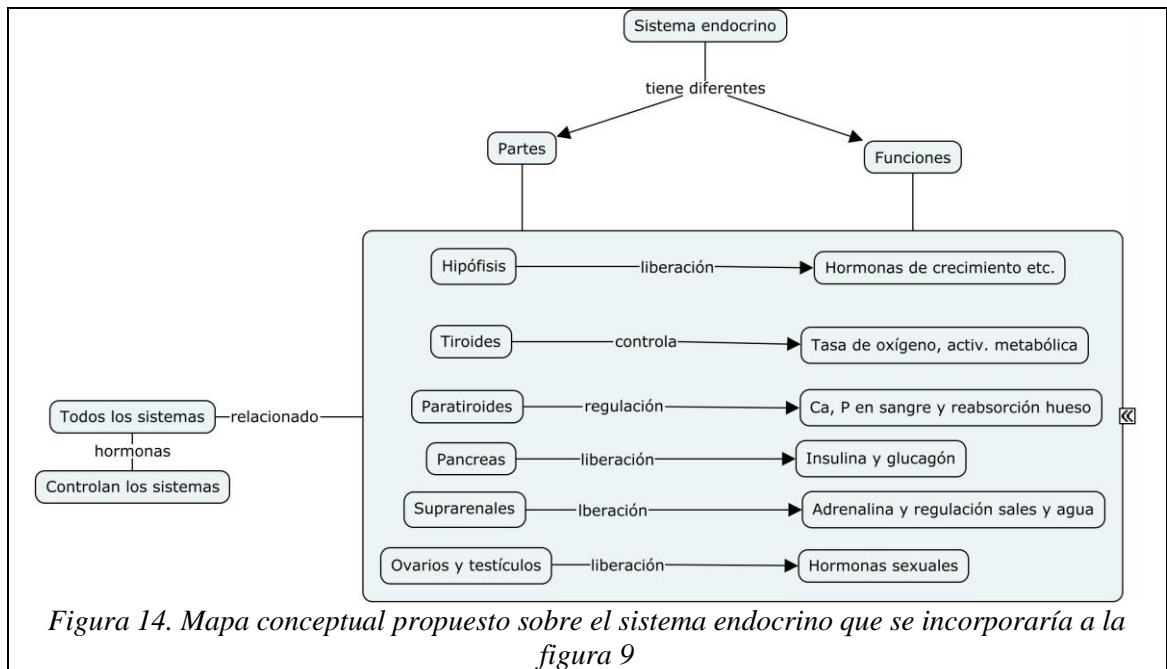 Sistema endocrino
tiene diferentes
Partes
Funciones
Hipófisis liberación Hormonas de crecimiento etc.
Tiroides controla Tasa de oxígeno, activ. metabólica
Todos los sistemas relacionado
hormonas
Controlan los sistemas
Paratiroides regulación Ca, P en sangre y reabsorción hueso
Pancreas liberación Insulina y glucagón
Suprarenales lberación Adrenalina y regulación sales y agua
Ovarios y testículos liberación Hormonas sexuales
Figura 14. Mapa conceptual propuesto sobre el sistema endocrino que se incorporaría a la
figura 9